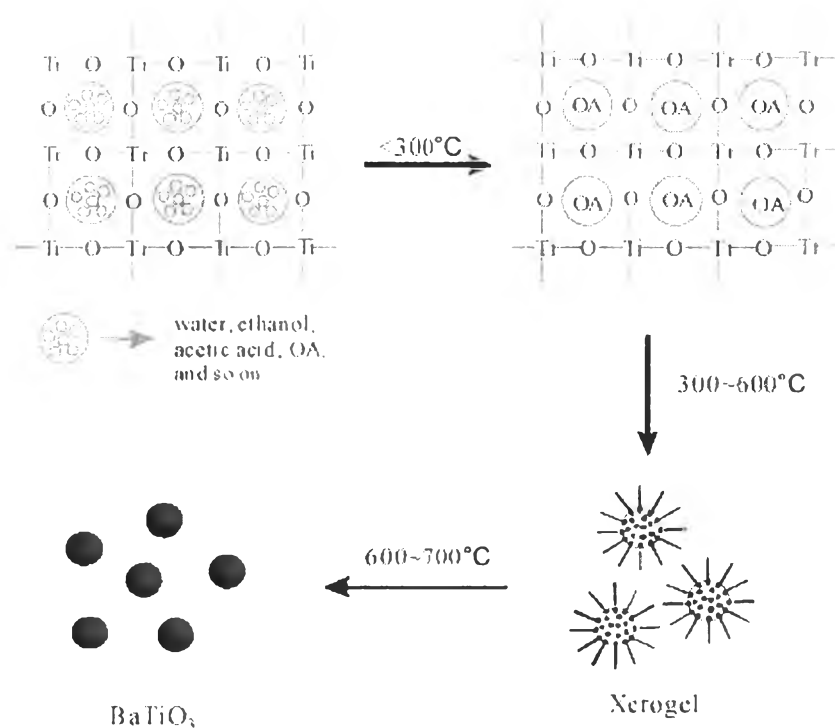 Ti O Ti O Ti O Ti
O O O O
Ti O Ti O Ti O Ti
O O O O
Ti O Ti O Ti O Ti
<300°C
Ti O Ti O Ti O Ti
O OA O OA O OA O
Ti O Ti O Ti O Ti
O OA O OA O OA O
Ti O Ti O Ti O Ti
water, ethanol,
acetic acid, OA,
and so on
300~600°C
600~700°C
BaTiO₃
Xerogel